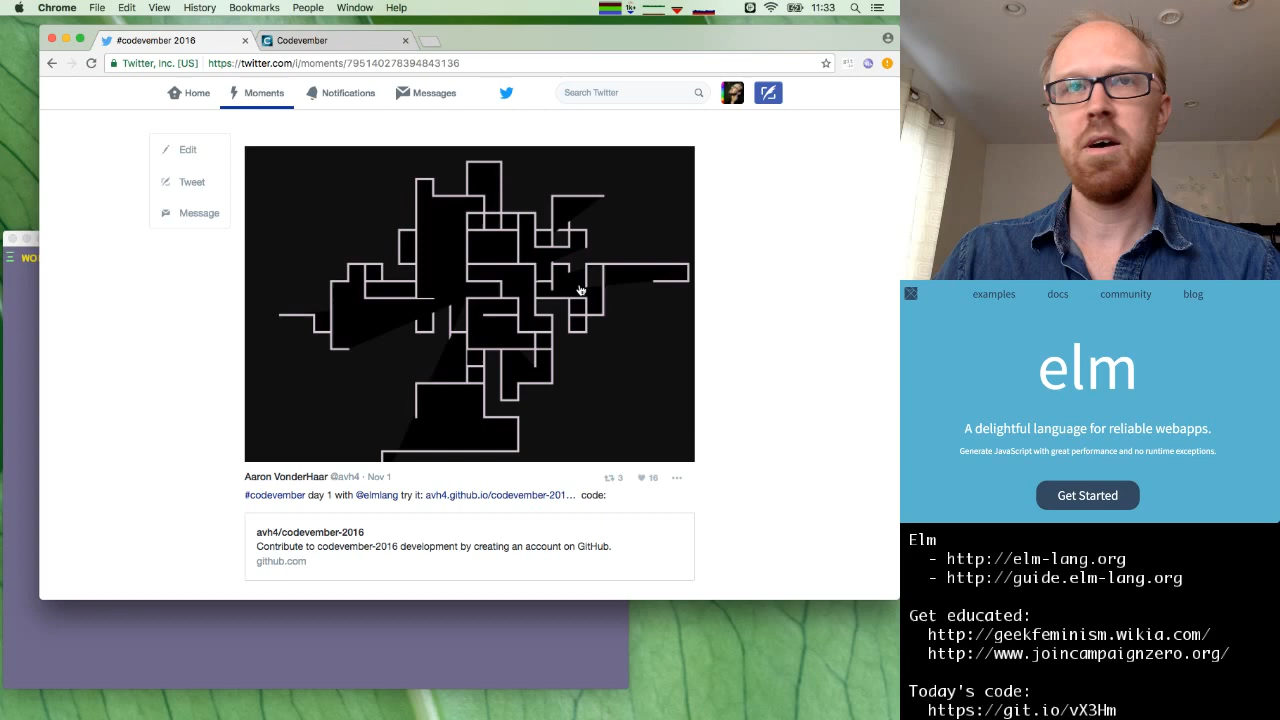 Chrome File Edit View History Bookmarks People Window Help 11:33
#codevember 2016
Codevember
Twitter, Inc. [US] https://twitter.com/i/moments/795140278394843136
Home Moments Notifications Messages
Search Twitter
Edit
Tweet
Message
Aaron VonderHaar @avh4 · Nov 1
3 16
#codevember day 1 with @elmlang try it: avh4.github.io/codevember-201… code:
avh4/codevember-2016
Contribute to codevember-2016 development by creating an account on GitHub.
github.com
examples docs community blog
elm
A delightful language for reliable webapps.
Generate JavaScript with great performance and no runtime exceptions.
Get Started
Elm
- http://elm-lang.org
- http://guide.elm-lang.org
Get educated:
http://geekfeminism.wikia.com/
http://www.joincampaignzero.org/
Today's code:
https://git.io/vX3Hm